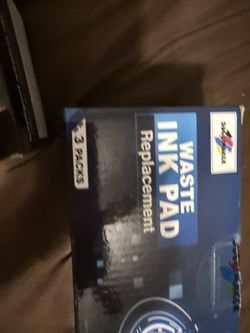 WASTE
INK PAD
Replacement
3 PACKS